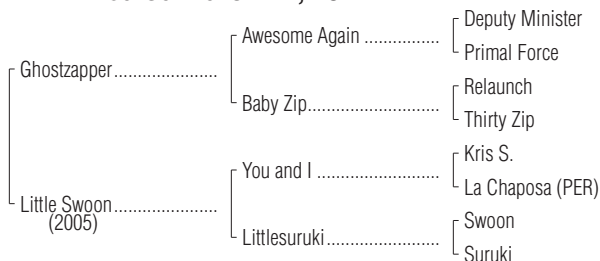 Deputy Minister
Awesome Again ................
Primal Force
Ghostzapper......................
Relaunch
Baby Zip............................
Thirty Zip
Kris S.
You and I ..........................
La Chaposa (PER)
Little Swoon......................
(2005)
Swoon
Littlesuruki........................
Suruki